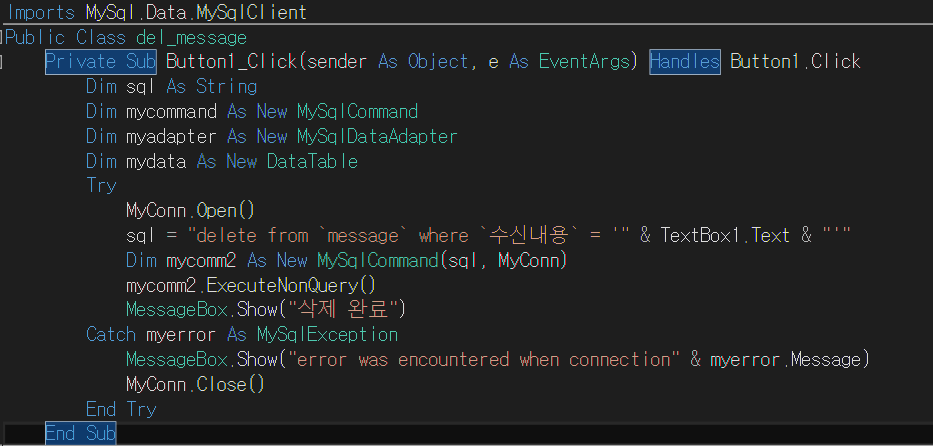 Imports MySql.Data.MySqlClient
Public Class del_message
Private Sub Button1_Click(sender As Object, e As EventArgs) Handles Button1.Click
Dim sql As String
Dim mycommand As New MySqlCommand
Dim myadapter As New MySqlDataAdapter
Dim mydata As New DataTable
Try
MyConn.Open()
sql = "delete from `message` where `수신내용` = '" & TextBox1.Text & "'"
Dim mycomm2 As New MySqlCommand(sql, MyConn)
mycomm2.ExecuteNonQuery()
MessageBox.Show("삭제 완료")
Catch myerror As MySqlException
MessageBox.Show("error was encountered when connection" & myerror.Message)
MyConn.Close()
End Try
End Sub